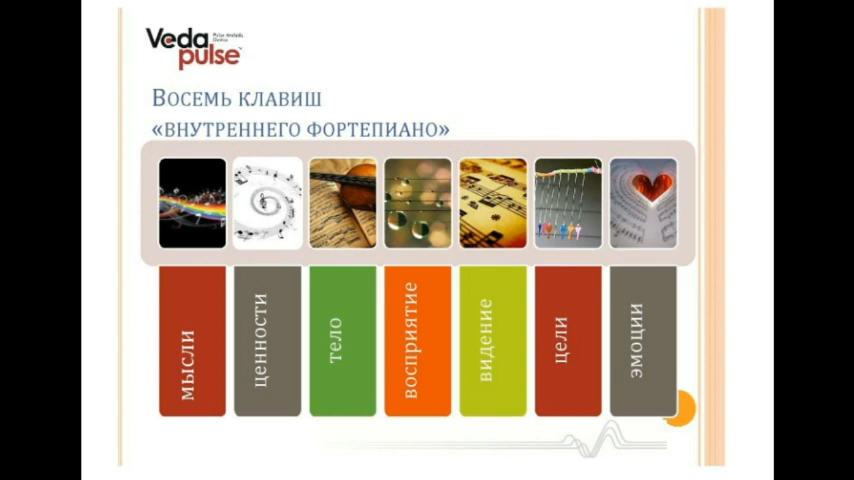 Veda
pulse
Восемь клавиш
«внутреннего фортепиано»
мысли
ценности
тело
восприятие
видение
цели
эмоции